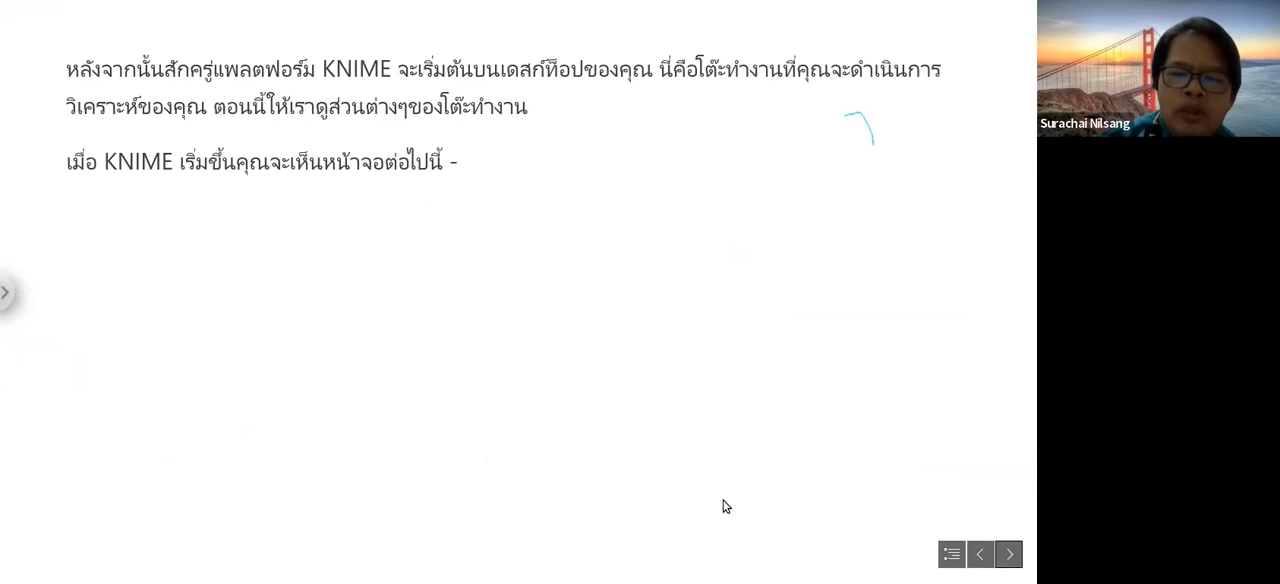 หลังจากนั้นสักครู่แพลตฟอร์ม KNIME จะเริ่มต้นบนเดสก์ท็อปของคุณ นี่คือโต๊ะทำงานที่คุณจะดำเนินการ
วิเคราะห์ของคุณ ตอนนี้ให้เราดูส่วนต่างๆของโต๊ะทำงาน
เมื่อ KNIME เริ่มขึ้นคุณจะเห็นหน้าจอต่อไปนี้ -
Surachai Nilsang